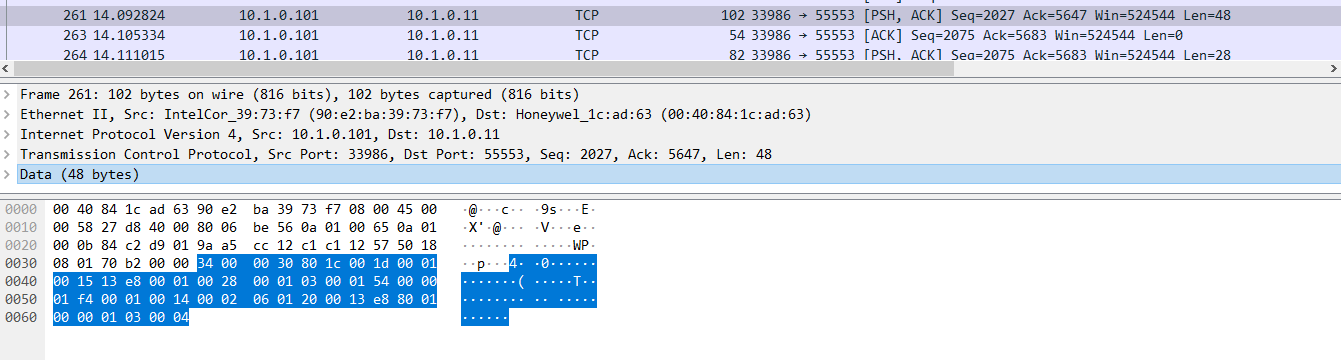 261 14.092824 10.1.0.101 10.1.0.11 TCP 102 33986 → 55553 [PSH, ACK] Seq=2027 Ack=5647 Win=524544 Len=48
263 14.105334 10.1.0.101 10.1.0.11 TCP 54 33986 → 55553 [ACK] Seq=2075 Ack=5683 Win=524544 Len=0
264 14.111015 10.1.0.101 10.1.0.11 TCP 82 33986 → 55553 [PSH, ACK] Seq=2075 Ack=5683 Win=524544 Len=28
Frame 261: 102 bytes on wire (816 bits), 102 bytes captured (816 bits)
Ethernet II, Src: IntelCor_39:73:f7 (90:e2:ba:39:73:f7), Dst: Honeywel_1c:ad:63 (00:40:84:1c:ad:63)
Internet Protocol Version 4, Src: 10.1.0.101, Dst: 10.1.0.11
Transmission Control Protocol, Src Port: 33986, Dst Port: 55553, Seq: 2027, Ack: 5647, Len: 48
Data (48 bytes)
0000 00 40 84 1c ad 63 90 e2 ba 39 73 f7 08 00 45 00 ·@···c·· ·9s···E·
0010 00 58 27 d8 40 00 80 06 be 56 0a 01 00 65 0a 01 ·X'·@··· ·V···e··
0020 00 0b 84 c2 d9 01 9a a5 cc 12 c1 c1 12 57 50 18 ········ ·····WP·
0030 08 01 70 b2 00 00 34 00 00 30 80 1c 00 1d 00 01 ··p···4· ·0······
0040 00 15 13 e8 00 01 00 28 00 01 03 00 01 54 00 00 ·······( ·····T··
0050 01 f4 00 01 00 14 00 02 06 01 20 00 13 e8 80 01 ········ ·· ·····
0060 00 00 01 03 00 04 ······